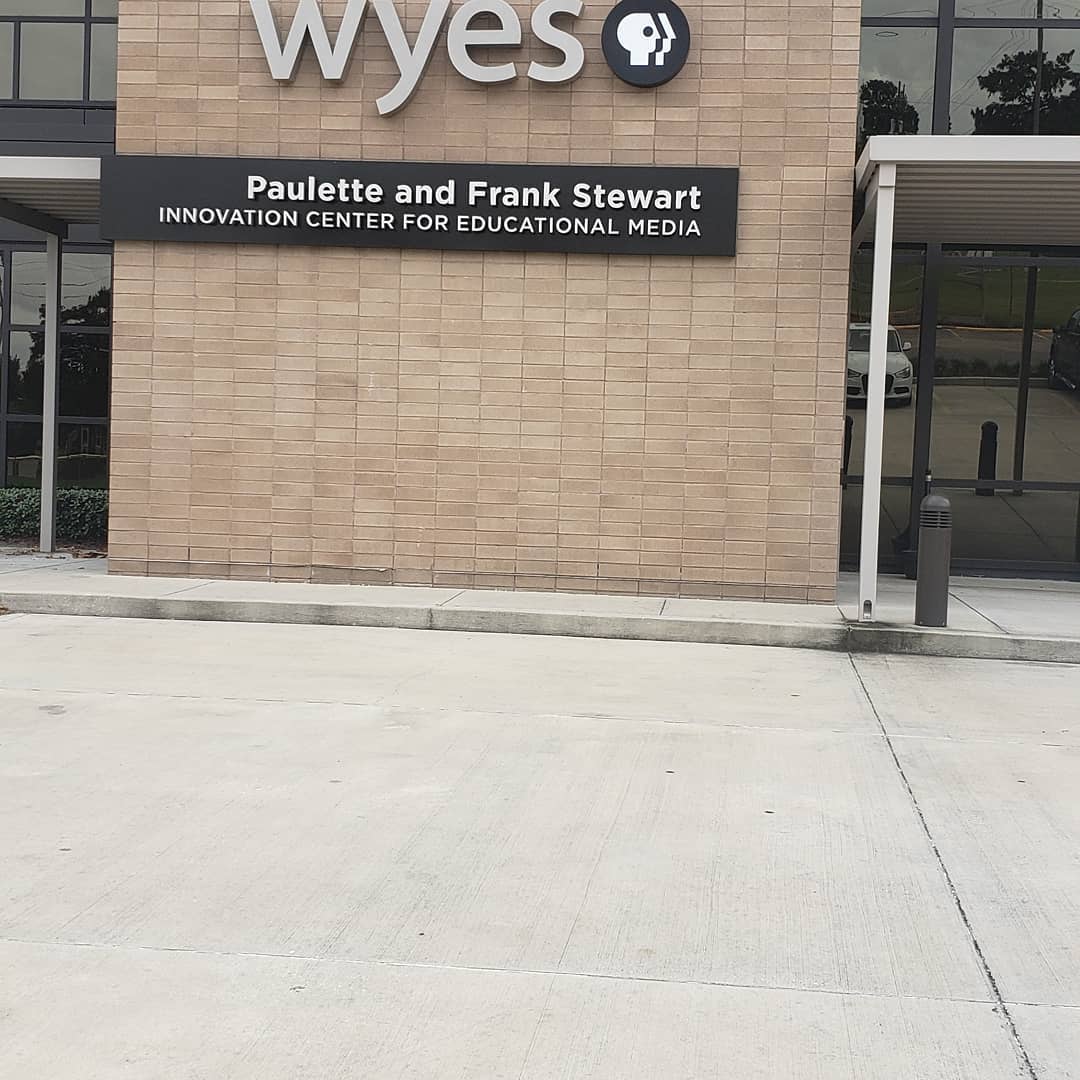 wyes
Paulette and Frank Stewart
INNOVATION CENTER FOR EDUCATIONAL MEDIA